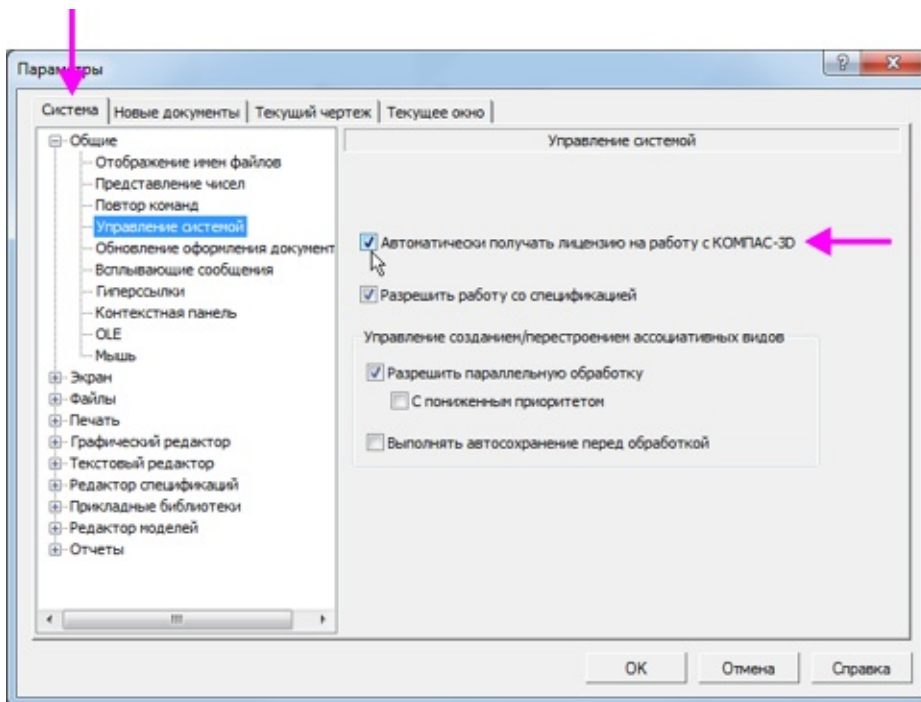 Параметры
Система Новые документы Текущий чертеж Текущее окно
Общие
Отображение имен файлов
Представление чисел
Повтор команд
Управление системой
Обновление оформления документ
Всплывающие сообщения
Гиперссылки
Контекстная панель
OLE
Мышь
Экран
Файлы
Печать
Графический редактор
Текстовый редактор
Редактор спецификаций
Прикладные библиотеки
Редактор моделей
Отчеты
Управление системой
Автоматически получать лицензию на работу с КОМПАС-3D
Разрешить работу со спецификацией
Управление созданием/перестроением ассоциативных видов
Разрешить параллельную обработку
С пониженным приоритетом
Выполнять автосохранение перед обработкой
OK Отмена Справка